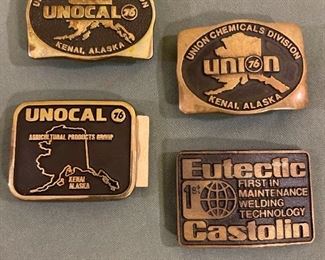 UNOCAL 76
KENAI, ALASKA
UNION CHEMICALS DIVISION
union 76
KENAI, ALASKA
UNOCAL 76
AGRICULTURAL PRODUCTS GROUP
KENAI
ALASKA
Eutectic
1st
FIRST IN
MAINTENANCE
WELDING
TECHNOLOGY
Castolin